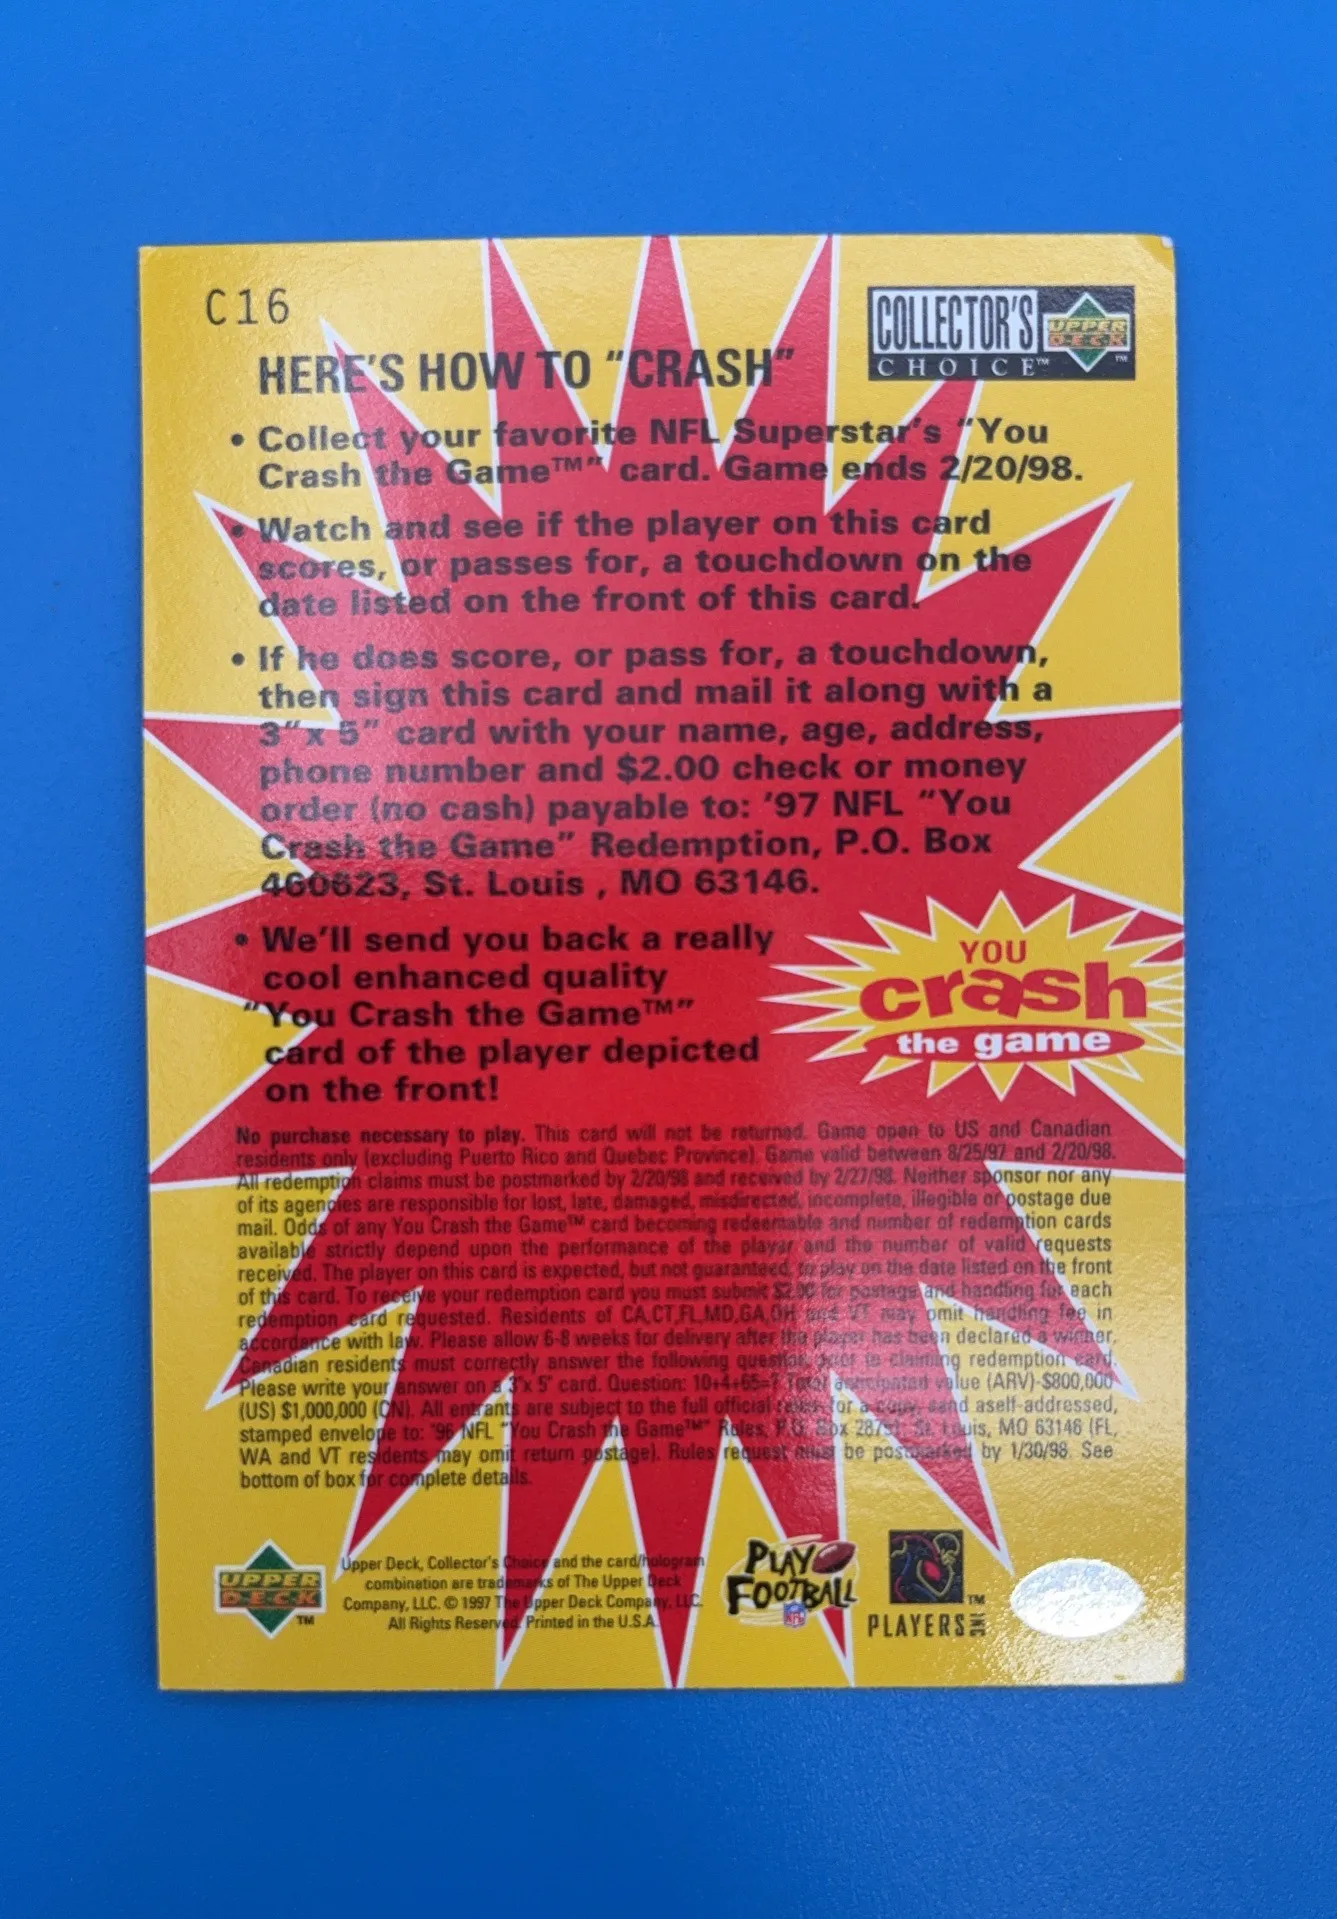 C16
COLLECTOR'S
CHOICE™
UPPER
DECK
™
HERE'S HOW TO "CRASH"
• Collect your favorite NFL Superstar's "You
Crash the Game™" card. Game ends 2/20/98.
• Watch and see if the player on this card
scores, or passes for, a touchdown on the
date listed on the front of this card.
• If he does score, or pass for, a touchdown,
then sign this card and mail it along with a
3" x 5" card with your name, age, address,
phone number and $2.00 check or money
order (no cash) payable to: '97 NFL "You
Crash the Game" Redemption, P.O. Box
460623, St. Louis , MO 63146.
• We'll send you back a really
cool enhanced quality
"You Crash the Game™"
card of the player depicted
on the front!
YOU
crash
the game
No purchase necessary to play. This card will not be returned. Game open to US and Canadian
residents only (excluding Puerto Rico and Quebec Province). Game valid between 8/25/97 and 2/20/98.
All redemption claims must be postmarked by 2/20/98 and received by 2/27/98. Neither sponsor nor any
of its agencies are responsible for lost, late, damaged, misdirected, incomplete, illegible or postage due
mail. Odds of any You Crash the Game™ card becoming redeemable and number of redemption cards
available strictly depend upon the performance of the player and the number of valid requests
received. The player on this card is expected, but not guaranteed, to play on the date listed on the front
of this card. To receive your redemption card you must submit $2.00 for postage and handling for each
redemption card requested. Residents of CA,CT,FL,MD,GA,OH and VT may omit handling fee in
accordance with law. Please allow 6-8 weeks for delivery after the player has been declared a winner.
Canadian residents must correctly answer the following question prior to claiming redemption card.
Please write your answer on a 3"x 5" card. Question: 10+4+65=? Total anticipated value (ARV)-$800,000
(US) $1,000,000 (CN). All entrants are subject to the full official rules- for a copy, send aself-addressed,
stamped envelope to: '96 NFL "You Crash the Game™" Rules, P.O. Box St. Louis, MO 63146 (FL,
WA and VT residents may omit return postage). Rules request must be postmarked by 1/30/98. See
bottom of box for complete details.
UPPER
DECK
™
Upper Deck, Collector's Choice and the card/hologram
combination are trademarks of The Upper Deck
Company, LLC. © 1997 The Upper Deck Company, LLC.
All Rights Reserved. Printed in the U.S.A.
PLAY
FOOTBALL
NFL
™
PLAYERS INC